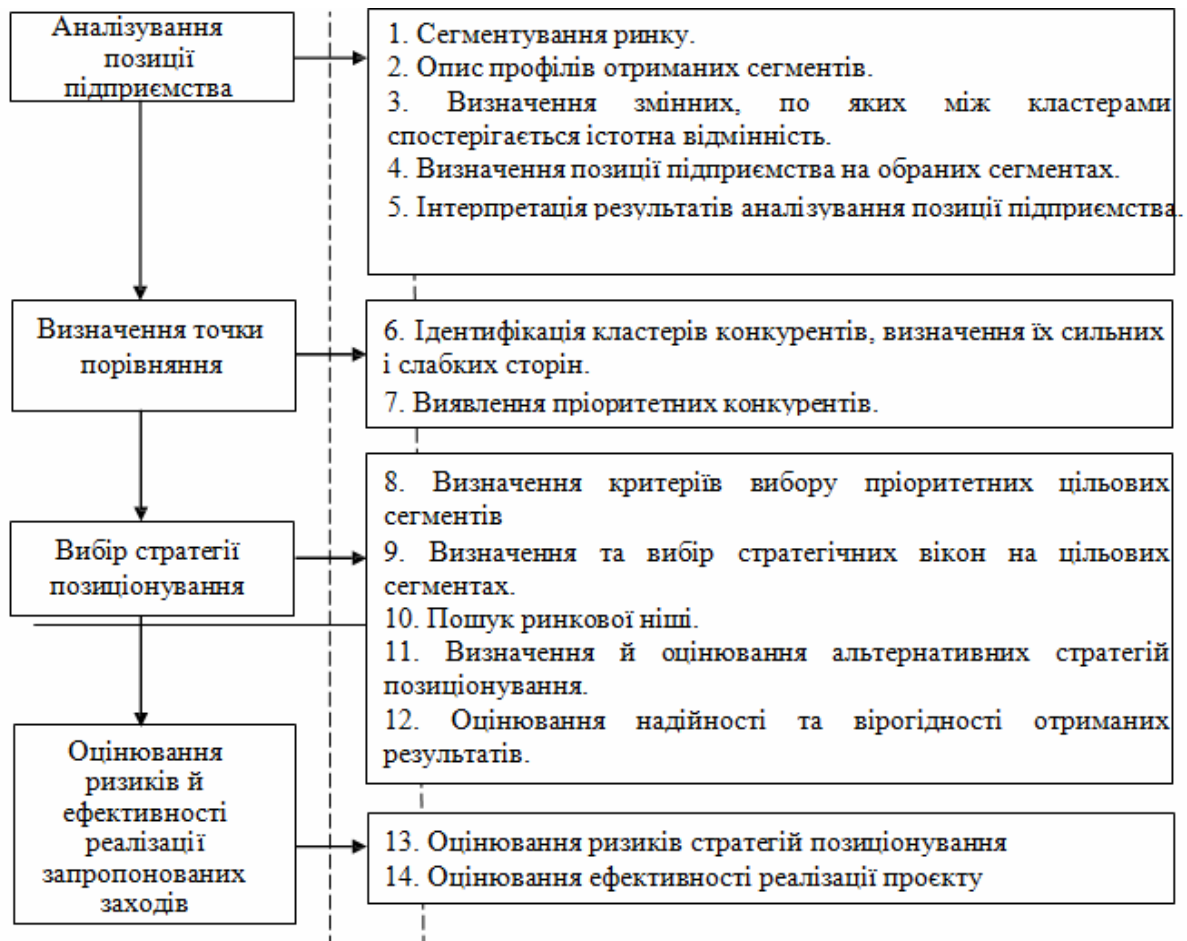 Аналізування
позиції
підприємства
1. Сегментування ринку.
2. Опис профілів отриманих сегментів.
3. Визначення змінних, по яких між кластерами
спостерігається істотна відмінність.
4. Визначення позиції підприємства на обраних сегментах.
5. Інтерпретація результатів аналізування позиції підприємства.
Визначення точки
порівняння
6. Ідентифікація кластерів конкурентів, визначення їх сильних
і слабких сторін.
7. Виявлення пріоритетних конкурентів.
Вибір стратегії
позиціонування
8. Визначення критеріїв вибору пріоритетних цільових
сегментів
9. Визначення та вибір стратегічних вікон на цільових
сегментах.
10. Пошук ринкової ніші.
11. Визначення й оцінювання альтернативних стратегій
позиціонування.
12. Оцінювання надійності та вірогідності отриманих
результатів.
Оцінювання
ризиків й
ефективності
реалізації
запропонованих
заходів
13. Оцінювання ризиків стратегій позиціонування
14. Оцінювання ефективності реалізації проєкту